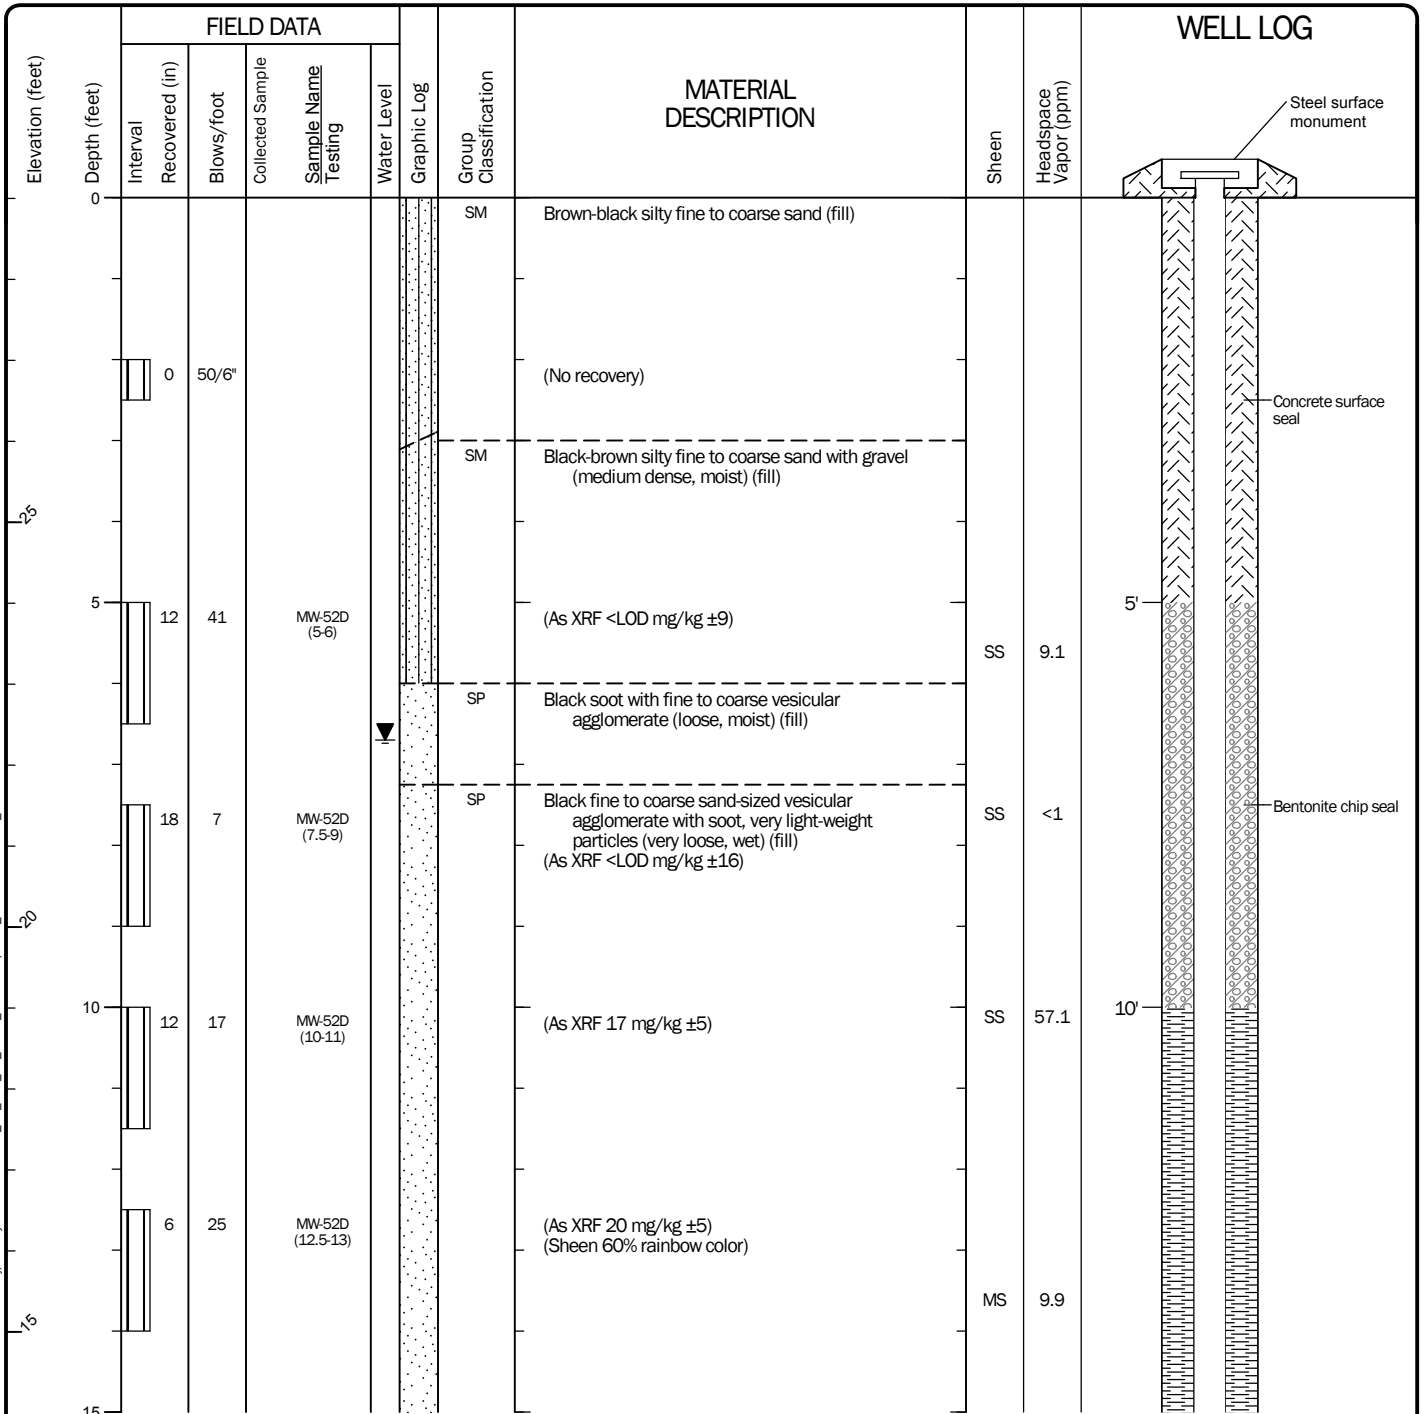 FIELD DATA
WELL LOG
Elevation (feet)
Depth (feet)
Interval
Recovered (in)
Blows/foot
Collected Sample
Sample Name
Testing
Water Level
Graphic Log
Group
Classification
MATERIAL
DESCRIPTION
Sheen
Headspace
Vapor (ppm)
Steel surface
monument
0
SM
Brown-black silty fine to coarse sand (fill)
0
50/6"
(No recovery)
Concrete surface
seal
SM
Black-brown silty fine to coarse sand with gravel
(medium dense, moist) (fill)
25
5
12
41
MW-52D
(5-6)
(As XRF <LOD mg/kg ±9)
SS
9.1
5'
SP
Black soot with fine to coarse vesicular
agglomerate (loose, moist) (fill)
SP
Black fine to coarse sand-sized vesicular
agglomerate with soot, very light-weight
particles (very loose, wet) (fill)
(As XRF <LOD mg/kg ±16)
18
7
MW-52D
(7.5-9)
SS
<1
Bentonite chip seal
20
10
12
17
MW-52D
(10-11)
(As XRF 17 mg/kg ±5)
SS
57.1
10'
6
25
MW-52D
(12.5-13)
(As XRF 20 mg/kg ±5)
(Sheen 60% rainbow color)
MS
9.9
15
15